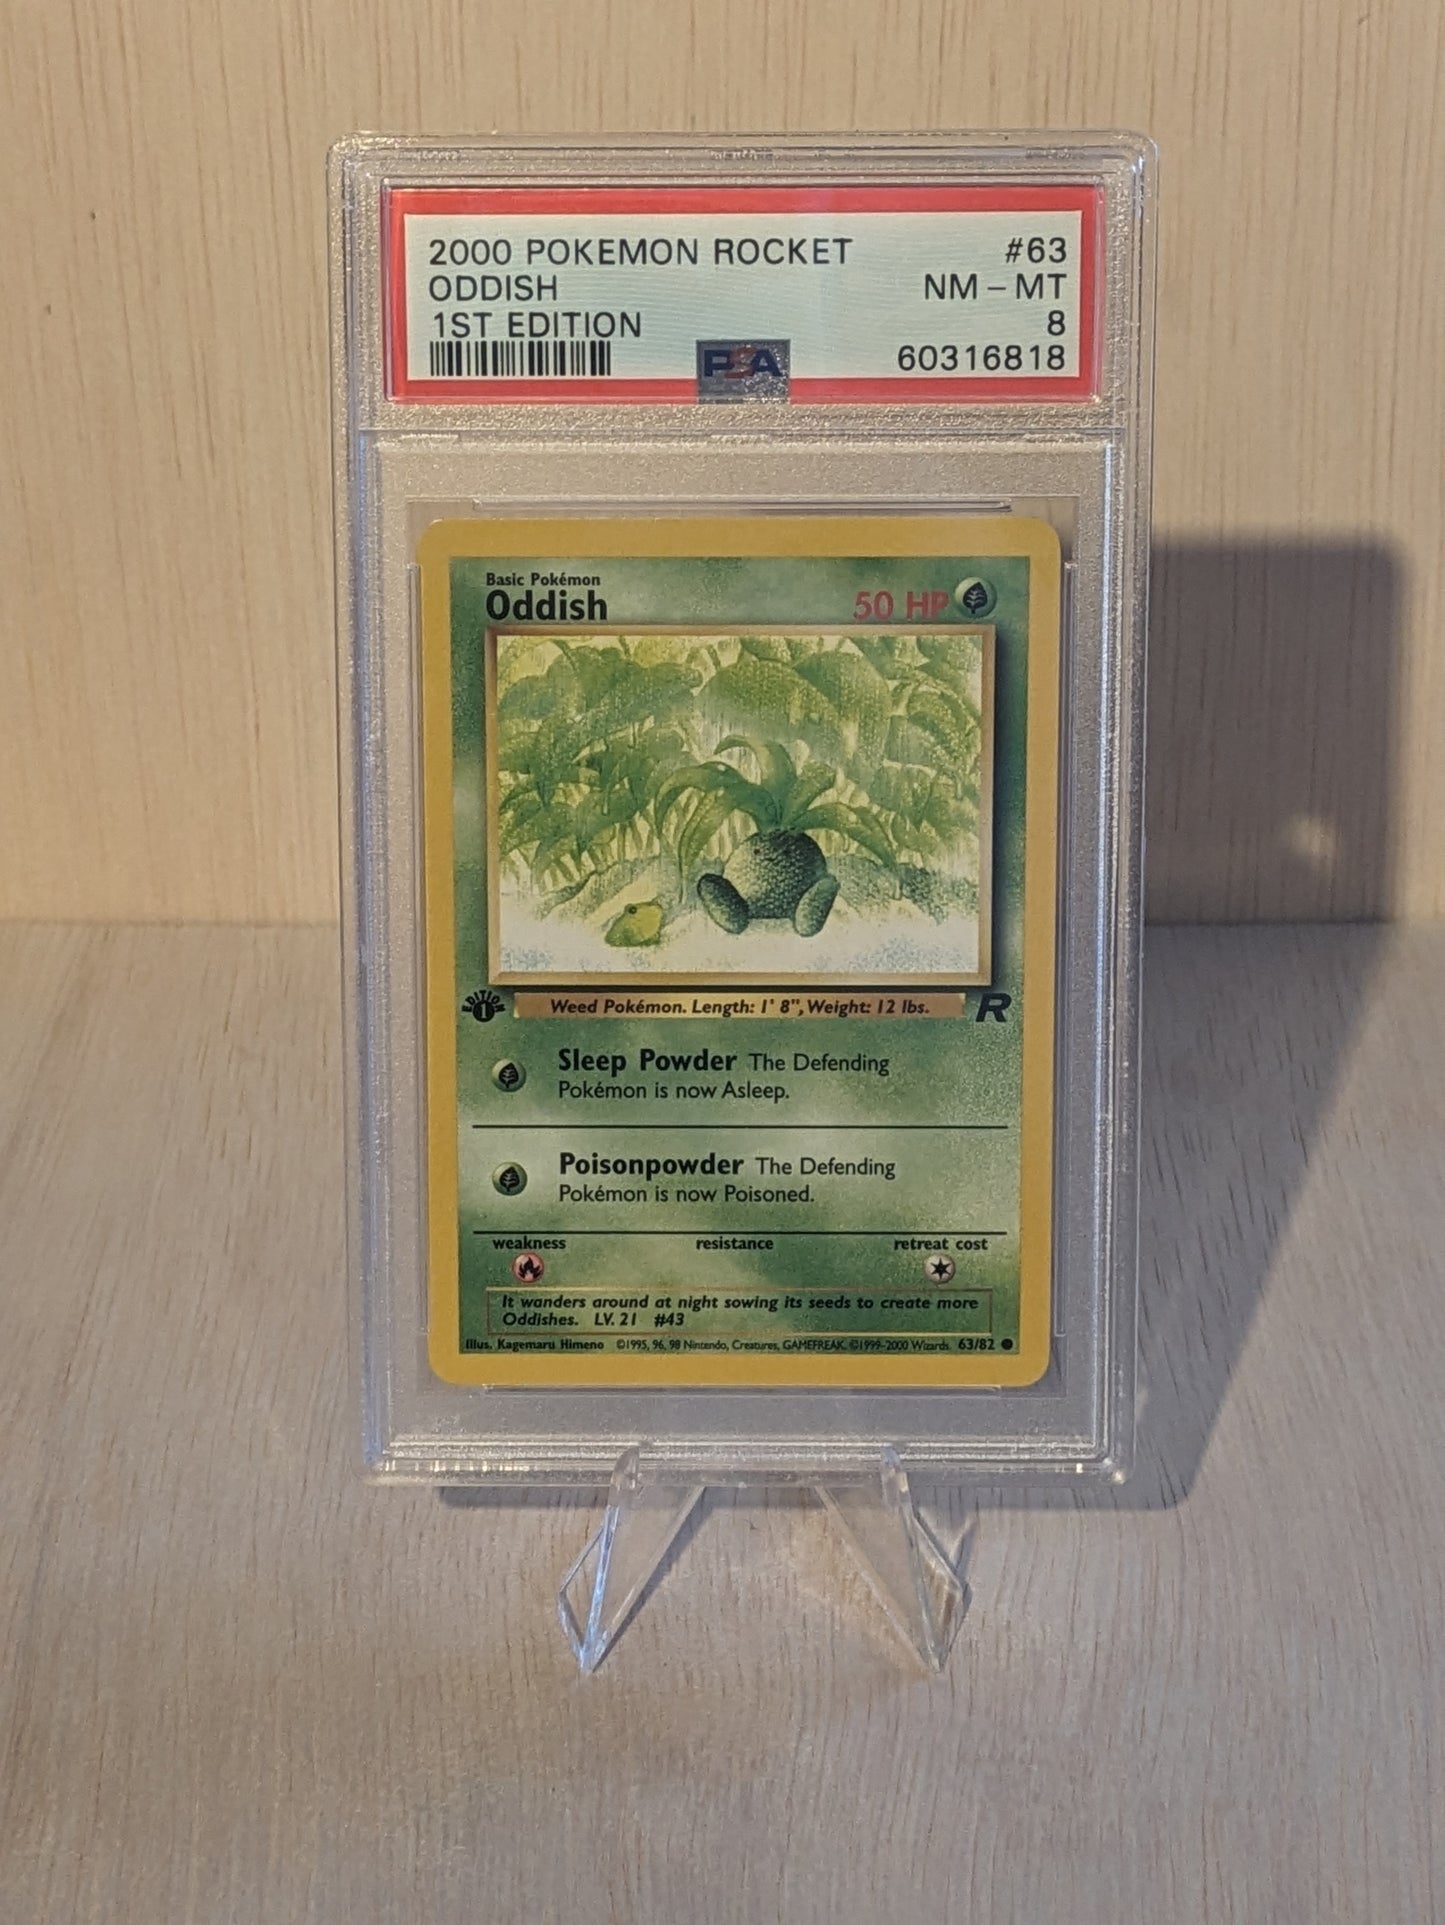 2000 POKEMON ROCKET #63
ODDISH NM - MT
1ST EDITION 8
PSA 60316818
Basic Pokémon
Oddish 50 HP
EDITION 1 Weed Pokémon. Length: 1' 8", Weight: 12 lbs. R
Sleep Powder The Defending
Pokémon is now Asleep.
Poisonpowder The Defending
Pokémon is now Poisoned.
weakness resistance retreat cost
It wanders around at night sowing its seeds to create more
Oddishes. LV. 21 #43
Illus. Kagemaru Himeno ©1995, 96, 98 Nintendo, Creatures, GAMEFREAK. ©1999-2000 Wizards. 63/82